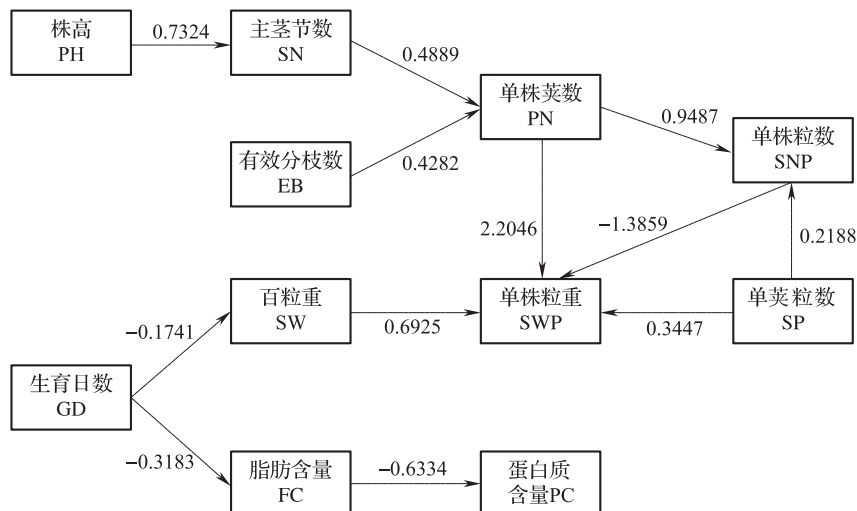 株高
PH
0.7324
主茎节数
SN
0.4889
单株荚数
PN
0.9487
单株粒数
SNP
有效分枝数
EB
0.4282
2.2046
−1.3859
0.2188
百粒重
SW
0.6925
单株粒重
SWP
0.3447
单荚粒数
SP
−0.1741
生育日数
GD
−0.3183
脂肪含量
FC
−0.6334
蛋白质
含量PC